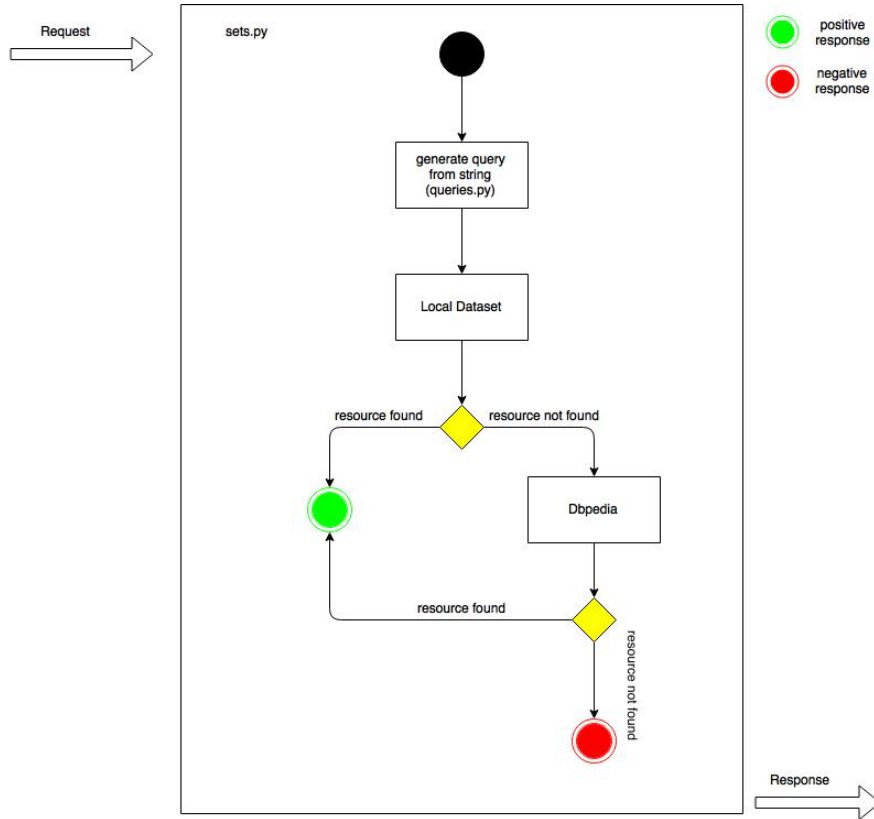 Request
sets.py
positive
response
negative
response
generate query
from string
(queries.py)
Local Dataset
resource found
resource not found
Dbpedia
resource found
resource not found
Response